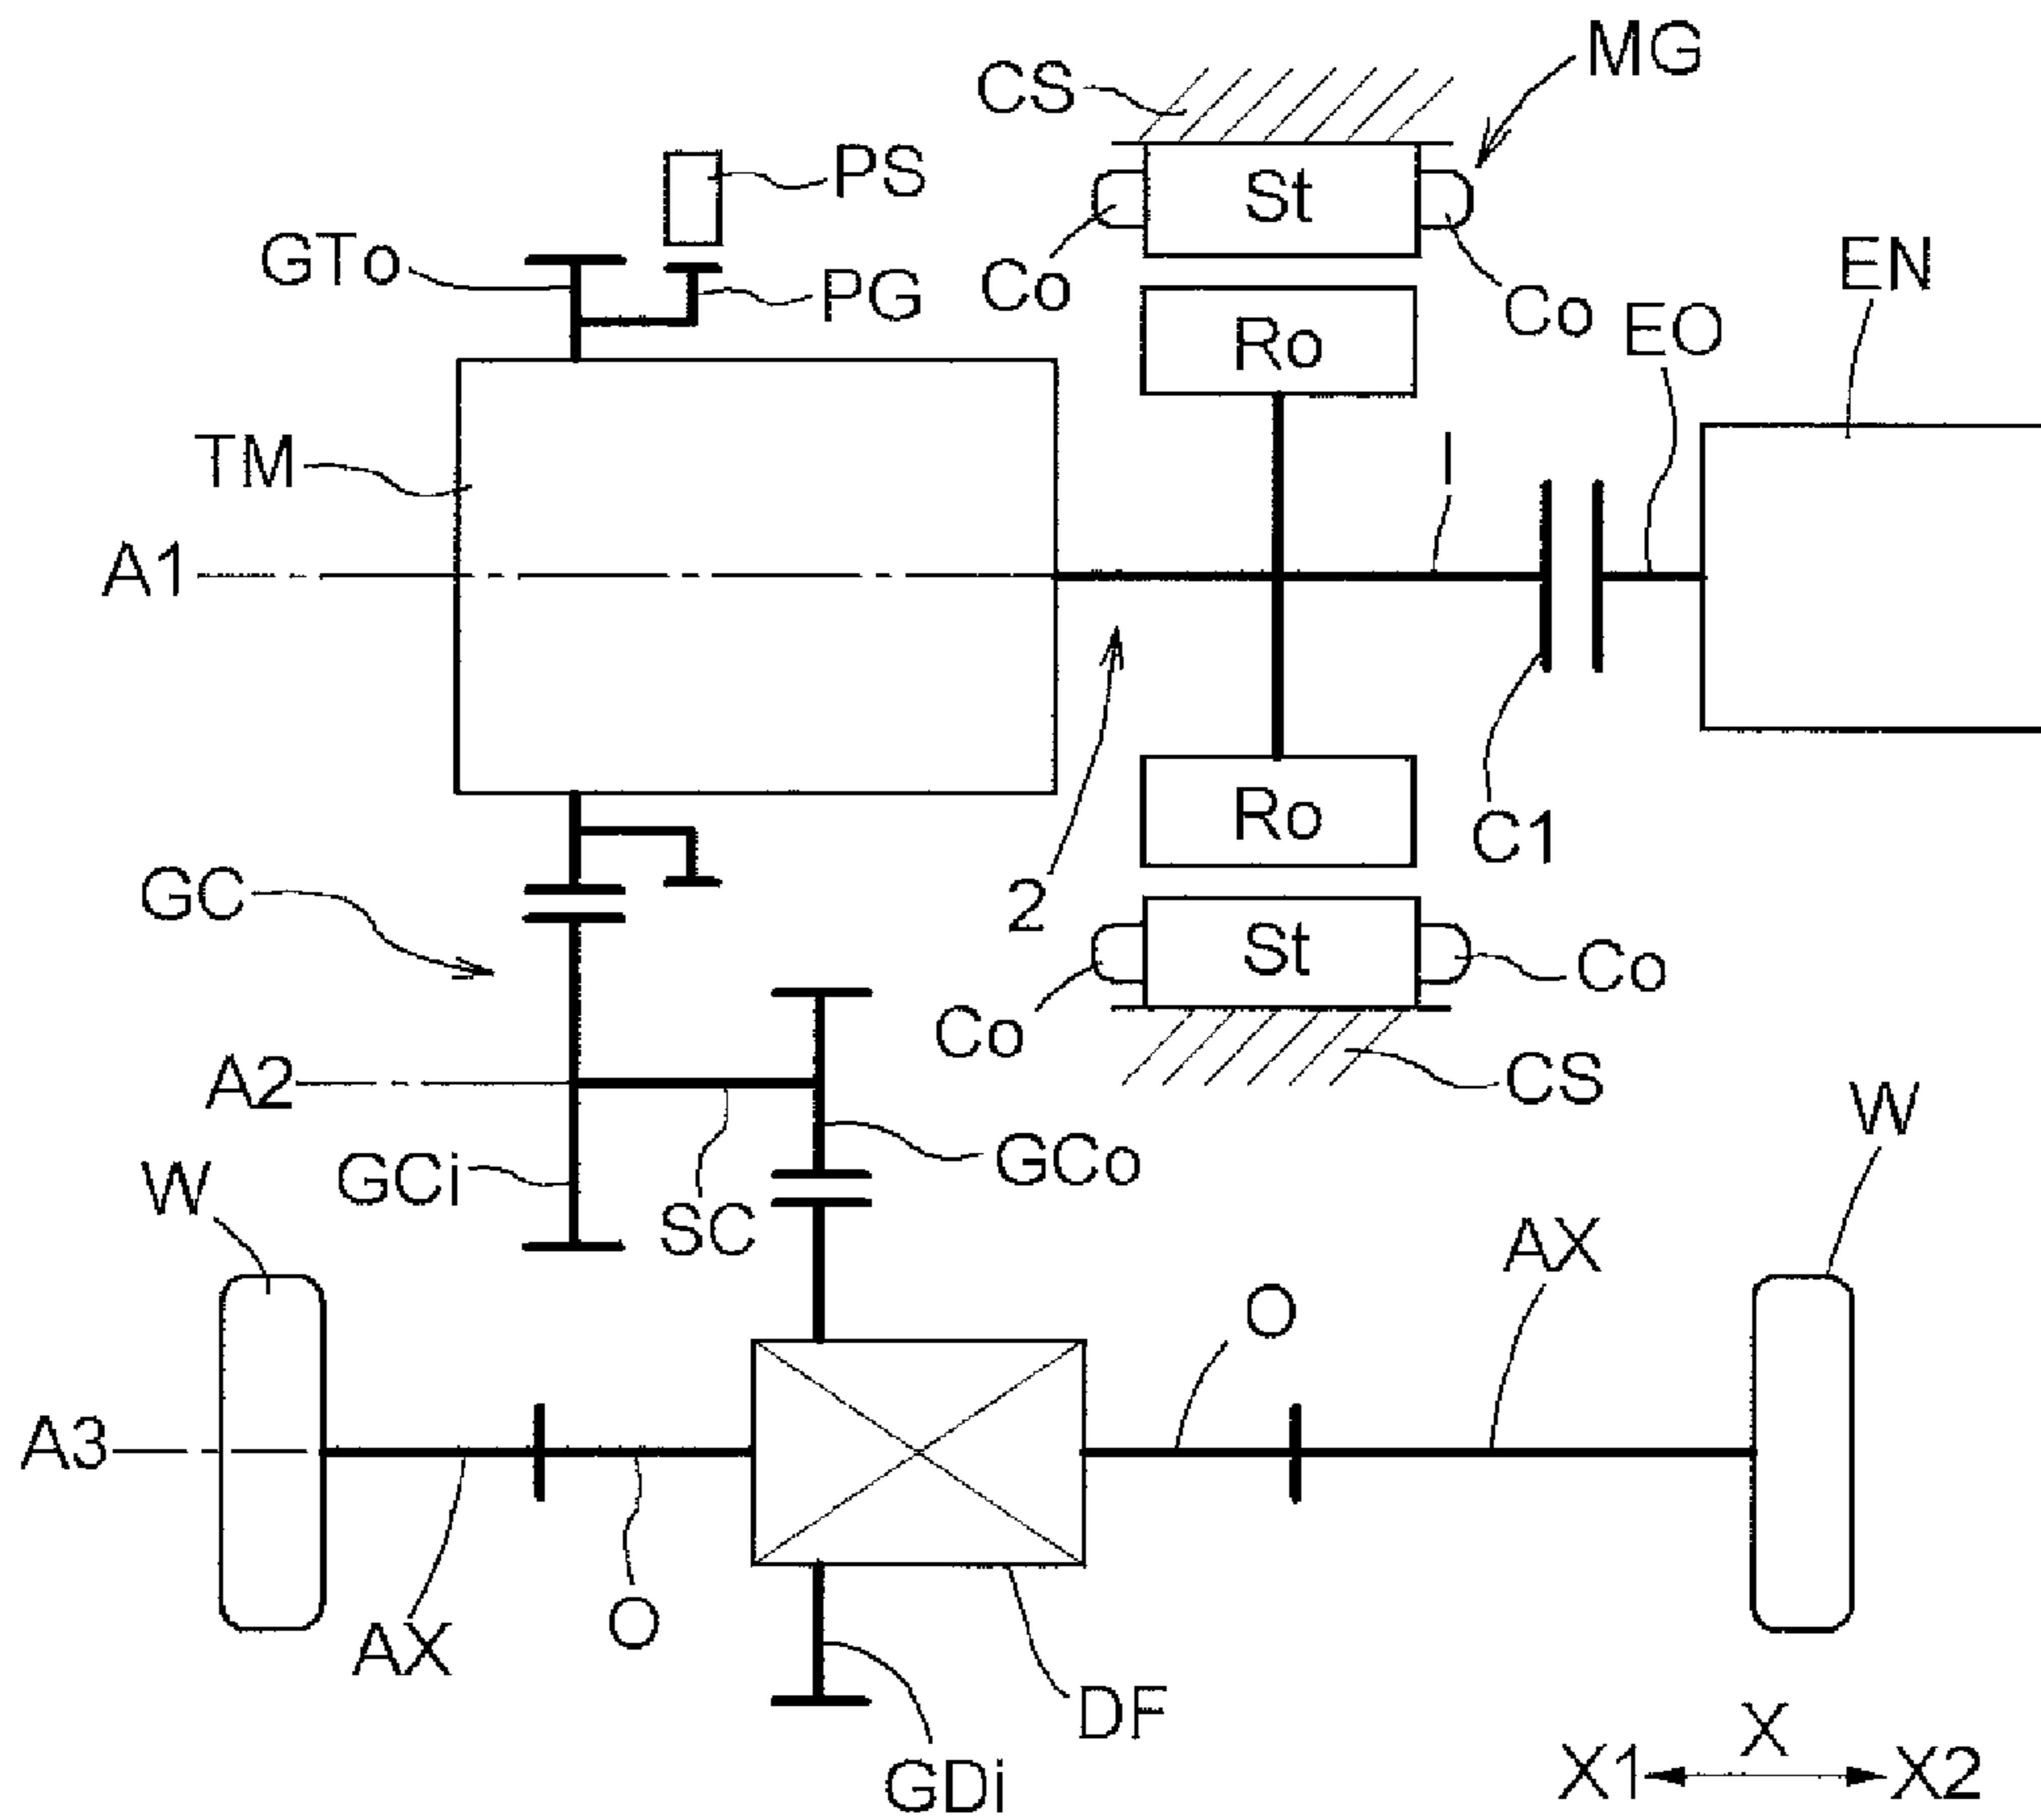 MG
CS
PS
St
GTo
Co
EN
PG
Co
Co
EO
Ro
TM
I
A1
Ro
C1
GC
2
St
Co
Co
A2
CS
W
GCo
W
GCi
SC
AX
O
A3
O
AX
DF
X
GDi
X1
X2